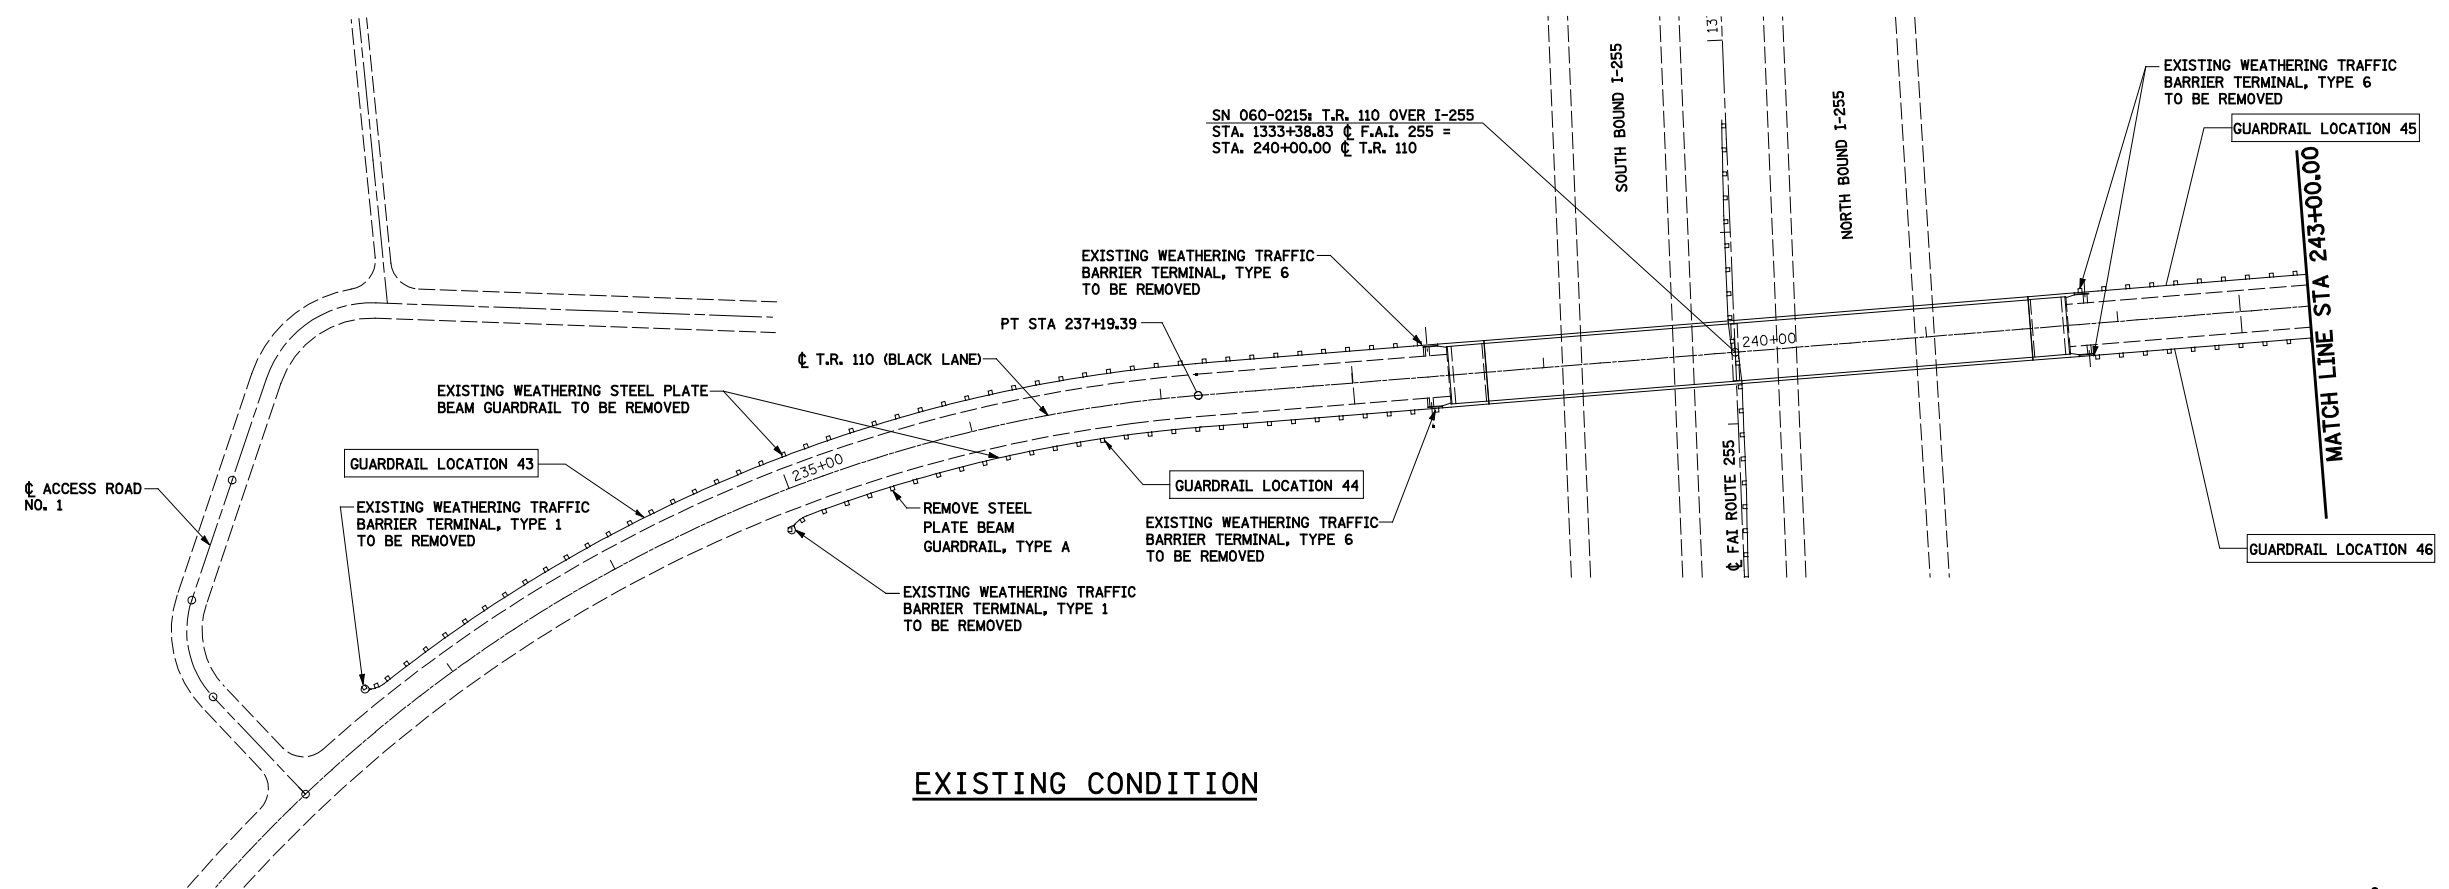 13
SOUTH BOUND I-255
NORTH BOUND I-255
EXISTING WEATHERING TRAFFIC
BARRIER TERMINAL, TYPE 6
TO BE REMOVED
GUARDRAIL LOCATION 45
SN 060-0215: T.R. 110 OVER I-255
STA. 1333+38.83 ℄ F.A.I. 255 =
STA. 240+00.00 ℄ T.R. 110
MATCH LINE STA 243+00.00
EXISTING WEATHERING TRAFFIC
BARRIER TERMINAL, TYPE 6
TO BE REMOVED
PT STA 237+19.39
240+00
℄ T.R. 110 (BLACK LANE)
EXISTING WEATHERING STEEL PLATE
BEAM GUARDRAIL TO BE REMOVED
GUARDRAIL LOCATION 43
235+00
℄ ACCESS ROAD
NO. 1
EXISTING WEATHERING TRAFFIC
BARRIER TERMINAL, TYPE 1
TO BE REMOVED
REMOVE STEEL
PLATE BEAM
GUARDRAIL, TYPE A
GUARDRAIL LOCATION 44
EXISTING WEATHERING TRAFFIC
BARRIER TERMINAL, TYPE 6
TO BE REMOVED
℄ FAI ROUTE 255
GUARDRAIL LOCATION 46
EXISTING WEATHERING TRAFFIC
BARRIER TERMINAL, TYPE 1
TO BE REMOVED
EXISTING CONDITION